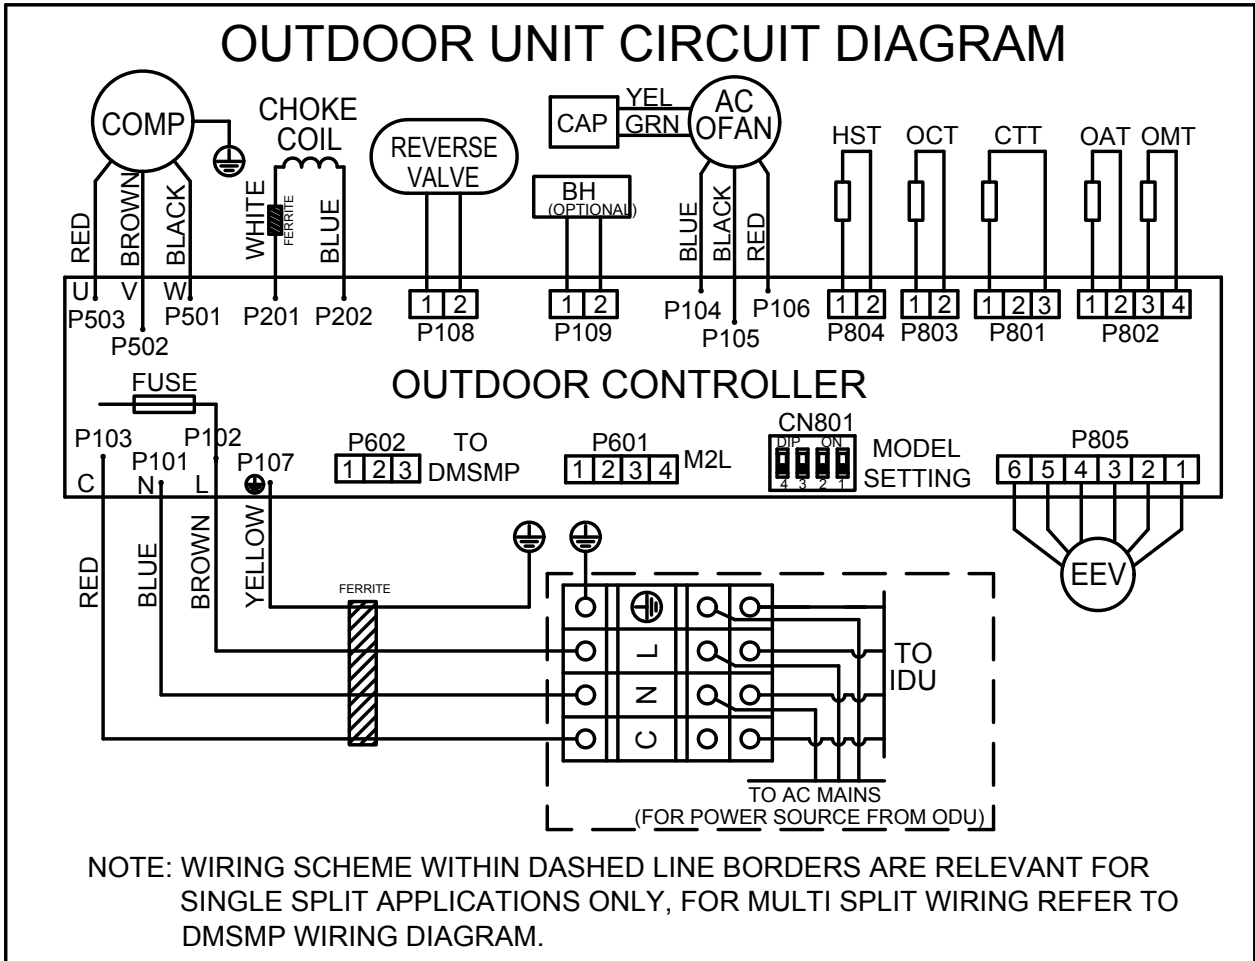 OUTDOOR UNIT CIRCUIT DIAGRAM
COMP
CHOKE
COIL
REVERSE
VALVE
CAP
YEL
GRN
AC
OFAN
BH
(OPTIONAL)
HST
OCT
CTT
OAT
OMT
RED
BROWN
BLACK
WHITE
FERRITE
BLUE
BLUE
BLACK
RED
U
V
W
P503
P502
P501
P201
P202
1 2
P108
1 2
P109
P104
P105
P106
1 2
P804
1 2
P803
1 2 3
P801
1 2 3 4
P802
FUSE
OUTDOOR CONTROLLER
P103
P102
P101
P107
C
N
L
P602
1 2 3
TO
DMSMP
P601
1 2 3 4
M2L
CN801
DIP ON
4 3 2 1
MODEL
SETTING
P805
6 5 4 3 2 1
EEV
RED
BLUE
BROWN
YELLOW
FERRITE
L
N
C
TO
IDU
TO AC MAINS
(FOR POWER SOURCE FROM ODU)
NOTE: WIRING SCHEME WITHIN DASHED LINE BORDERS ARE RELEVANT FOR
SINGLE SPLIT APPLICATIONS ONLY, FOR MULTI SPLIT WIRING REFER TO
DMSMP WIRING DIAGRAM.